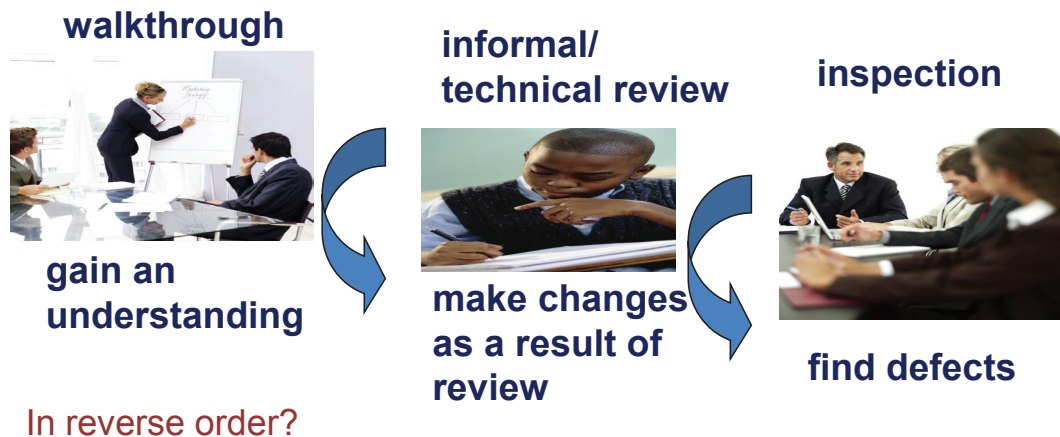 walkthrough
gain an
understanding
informal/
technical review
make changes
as a result of
review
inspection
find defects
In reverse order?